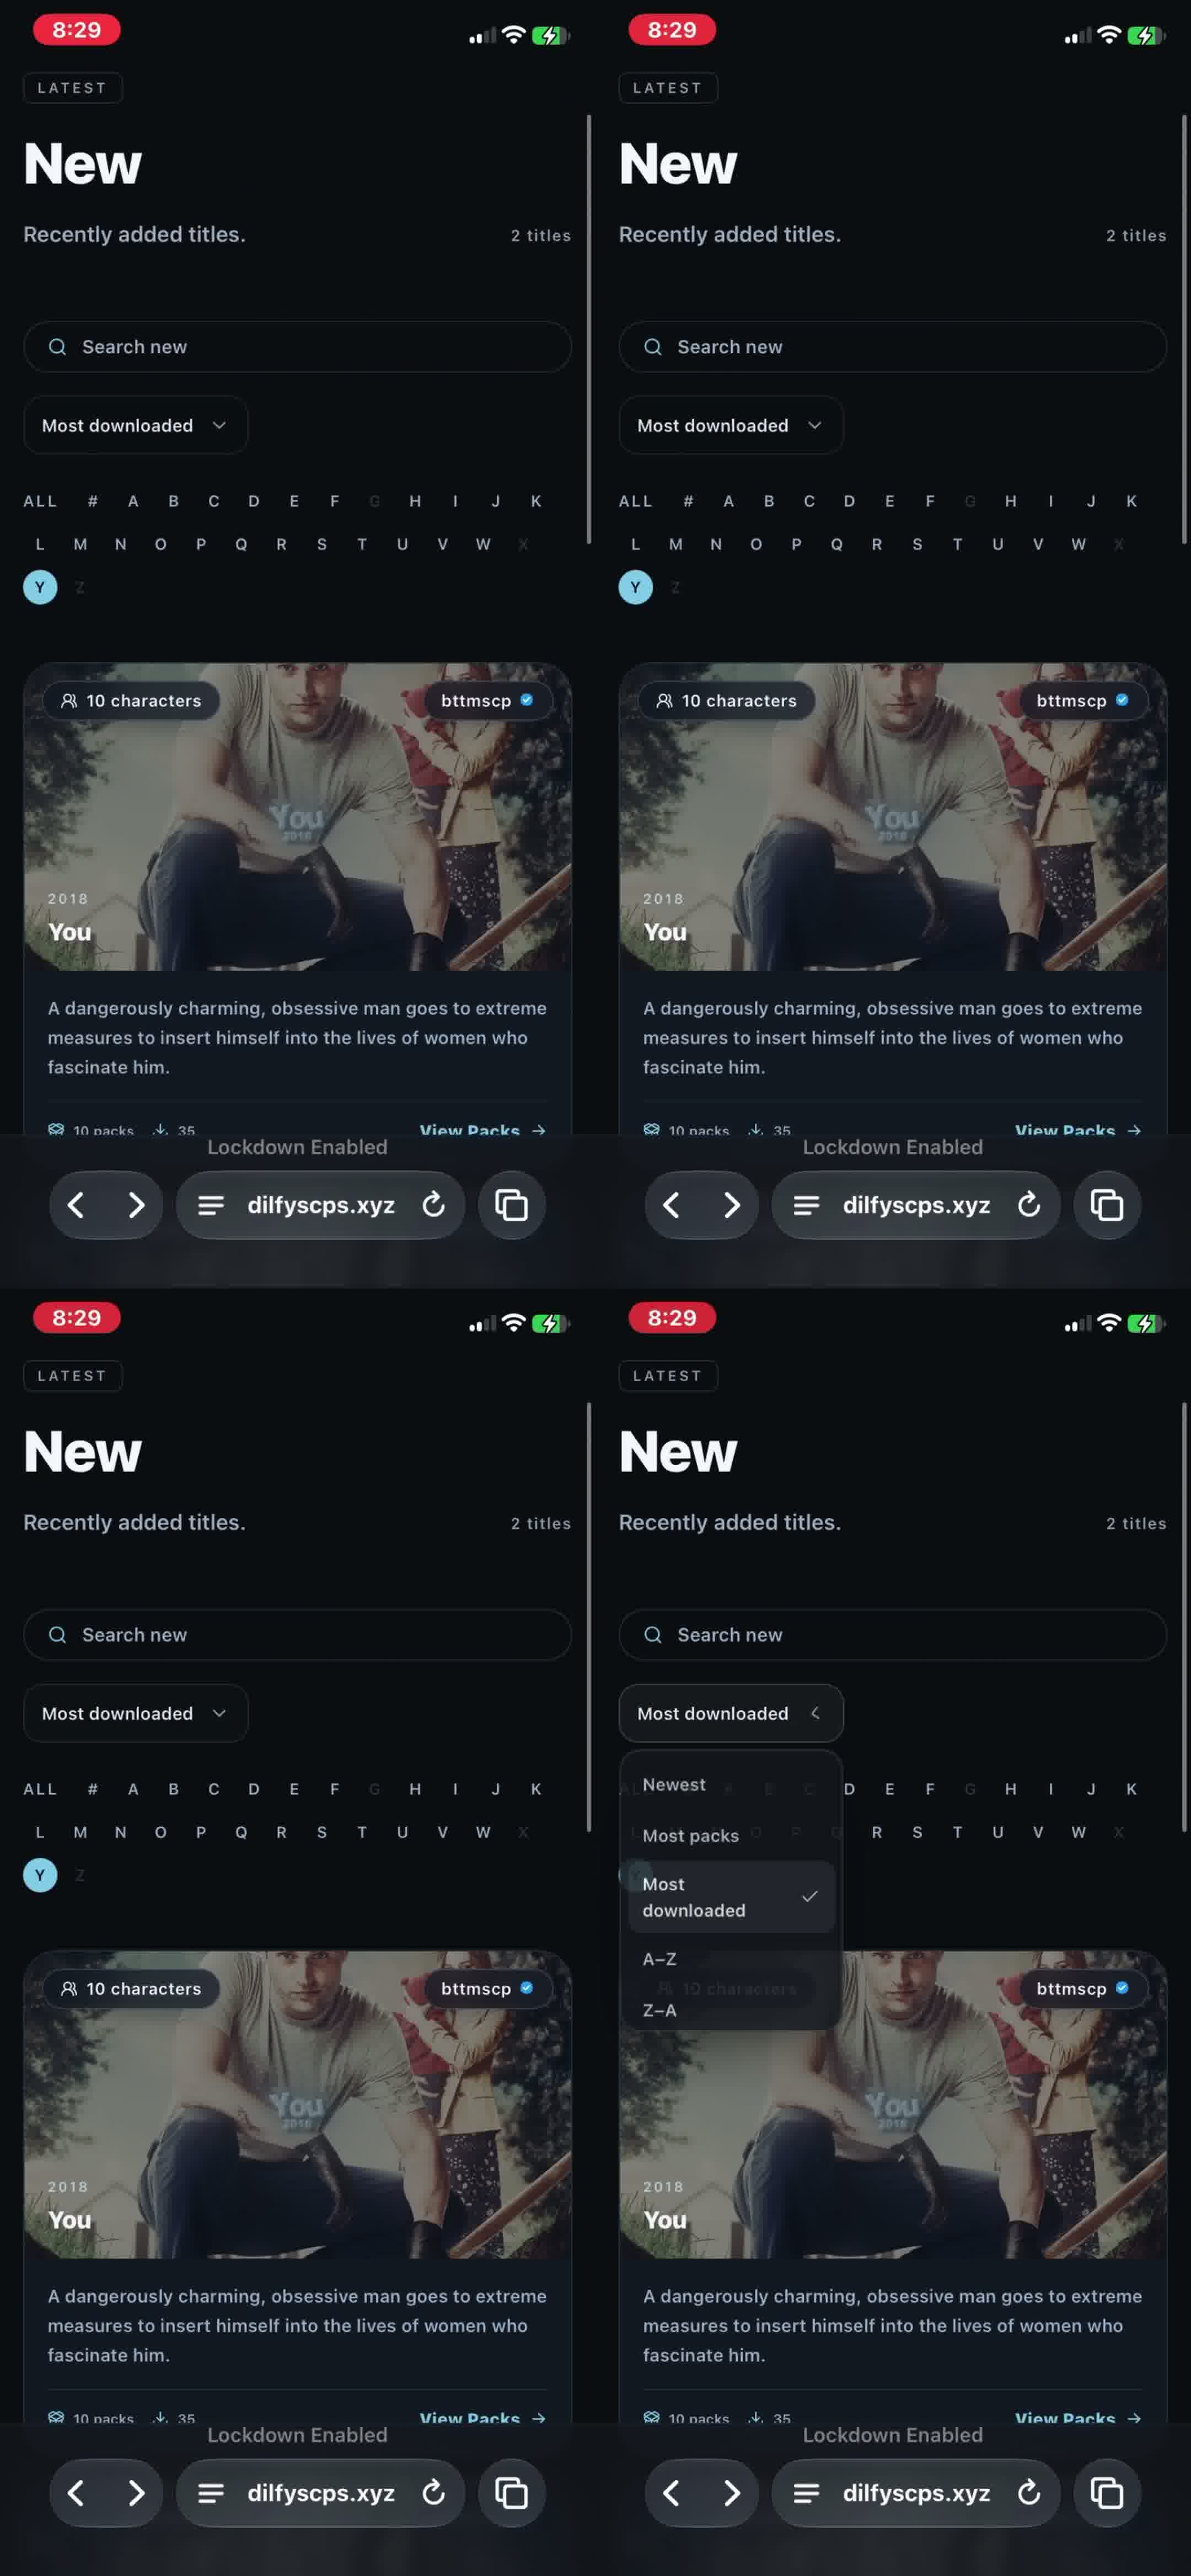 8:29
LATEST
New
Recently added titles.
2 titles
Search new
Most downloaded
ALL # A B C D E F G H I J K
L M N O P Q R S T U V W X
Y Z
10 characters
bttmscp
You
2018
2018
You
A dangerously charming, obsessive man goes to extreme
measures to insert himself into the lives of women who
fascinate him.
10 packs 35 View Packs →
Lockdown Enabled
dilfyscps.xyz
8:29
LATEST
New
Recently added titles.
2 titles
Search new
Most downloaded
ALL # A B C D E F G H I J K
L M N O P Q R S T U V W X
Y Z
10 characters
bttmscp
You
2018
2018
You
A dangerously charming, obsessive man goes to extreme
measures to insert himself into the lives of women who
fascinate him.
10 packs 35 View Packs →
Lockdown Enabled
dilfyscps.xyz
8:29
LATEST
New
Recently added titles.
2 titles
Search new
Most downloaded
ALL # A B C D E F G H I J K
L M N O P Q R S T U V W X
Y Z
10 characters
bttmscp
You
2018
2018
You
A dangerously charming, obsessive man goes to extreme
measures to insert himself into the lives of women who
fascinate him.
10 packs 35 View Packs →
Lockdown Enabled
dilfyscps.xyz
8:29
LATEST
New
Recently added titles.
2 titles
Search new
Most downloaded
Newest
D E F G H I J K
Most packs
R S T U V W X
Most
downloaded
A–Z
10 characters
bttmscp
Z–A
You
2018
2018
You
A dangerously charming, obsessive man goes to extreme
measures to insert himself into the lives of women who
fascinate him.
10 packs 35 View Packs →
Lockdown Enabled
dilfyscps.xyz